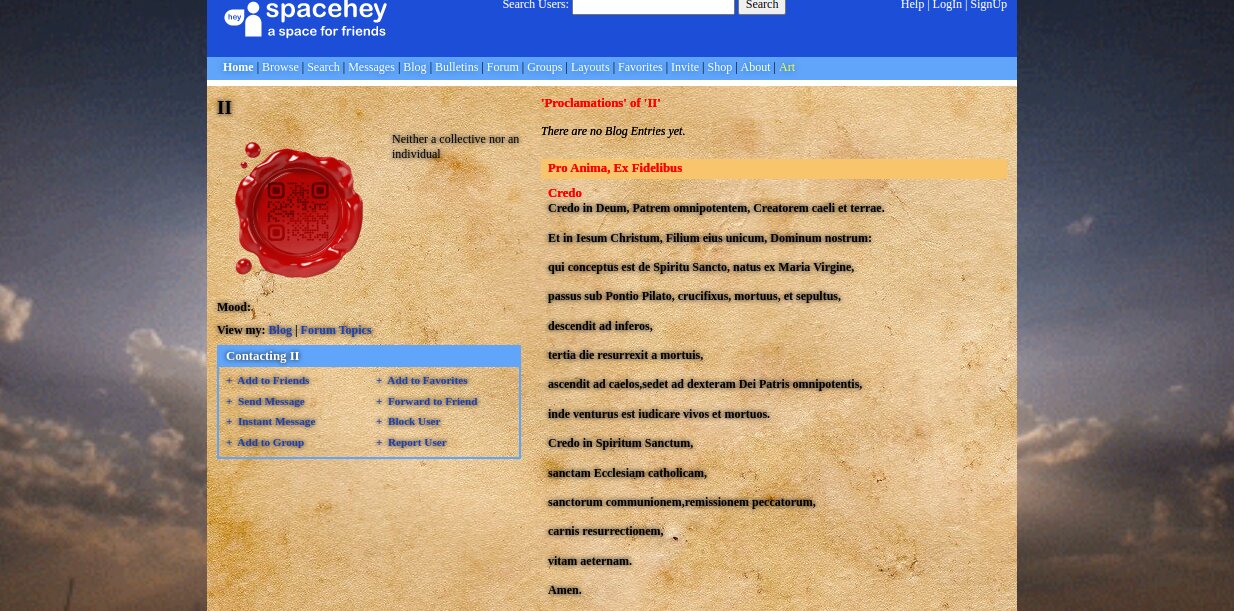 hey spacehey
a space for friends
Search Users: Search
Help | LogIn | SignUp
Home | Browse | Search | Messages | Blog | Bulletins | Forum | Groups | Layouts | Favorites | Invite | Shop | About | Art
II
Neither a collective nor an
individual
Mood:
View my: Blog | Forum Topics
Contacting II
+ Add to Friends
+ Add to Favorites
+ Send Message
+ Forward to Friend
+ Instant Message
+ Block User
+ Add to Group
+ Report User
'Proclamations' of 'II'
There are no Blog Entries yet.
Pro Anima, Ex Fidelibus
Credo
Credo in Deum, Patrem omnipotentem, Creatorem caeli et terrae.
Et in Iesum Christum, Filium eius unicum, Dominum nostrum:
qui conceptus est de Spiritu Sancto, natus ex Maria Virgine,
passus sub Pontio Pilato, crucifixus, mortuus, et sepultus,
descendit ad inferos,
tertia die resurrexit a mortuis,
ascendit ad caelos,sedet ad dexteram Dei Patris omnipotentis,
inde venturus est iudicare vivos et mortuos.
Credo in Spiritum Sanctum,
sanctam Ecclesiam catholicam,
sanctorum communionem,remissionem peccatorum,
carnis resurrectionem,
vitam aeternam.
Amen.